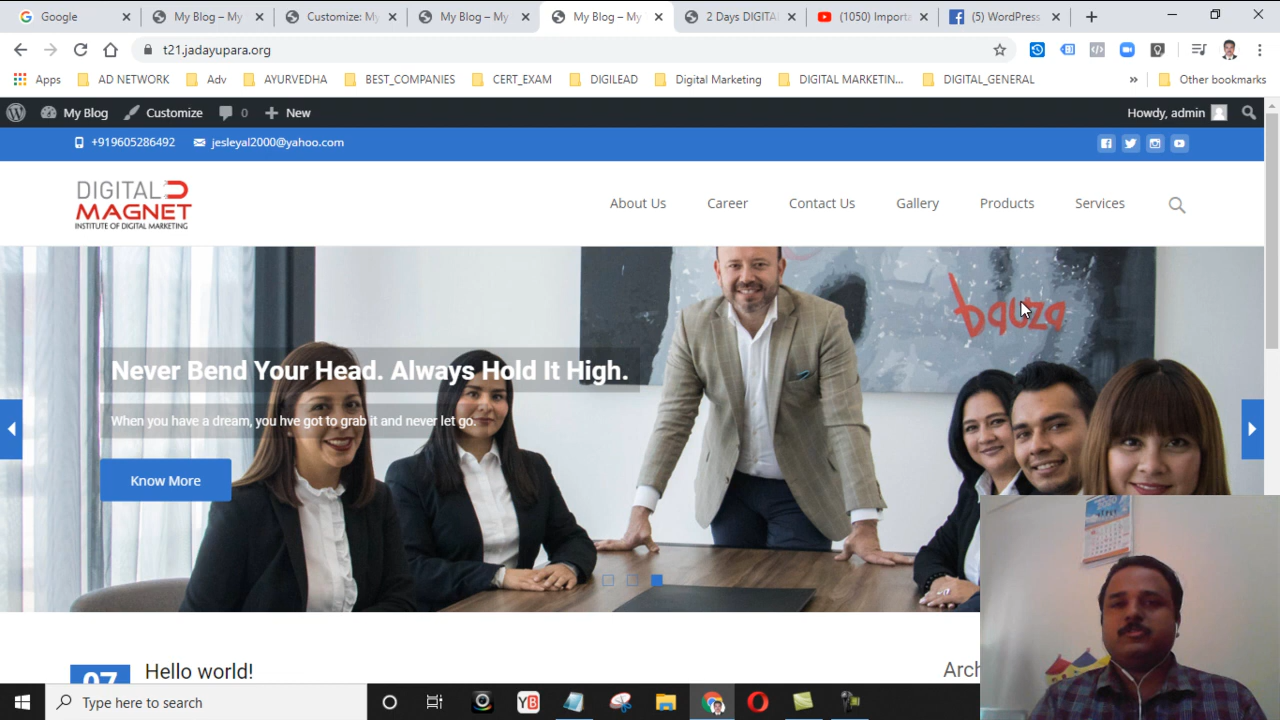 Google
My Blog – My
Customize: My
My Blog – My
My Blog – My
2 Days DIGITA
(1050) Importa
(5) WordPress
t21.jadayupara.org
Apps
AD NETWORK
Adv
AYURVEDHA
BEST_COMPANIES
CERT_EXAM
DIGILEAD
Digital Marketing
DIGITAL MARKETIN...
DIGITAL_GENERAL
»
Other bookmarks
My Blog
Customize
0
New
Howdy, admin
+919605286492
jesleyal2000@yahoo.com
DIGITAL
MAGNET
INSTITUTE OF DIGITAL MARKETING
About Us
Career
Contact Us
Gallery
Products
Services
bauza
Never Bend Your Head. Always Hold It High.
When you have a dream, you hve got to grab it and never let go.
Know More
07
Hello world!
Arch
YB
Type here to search